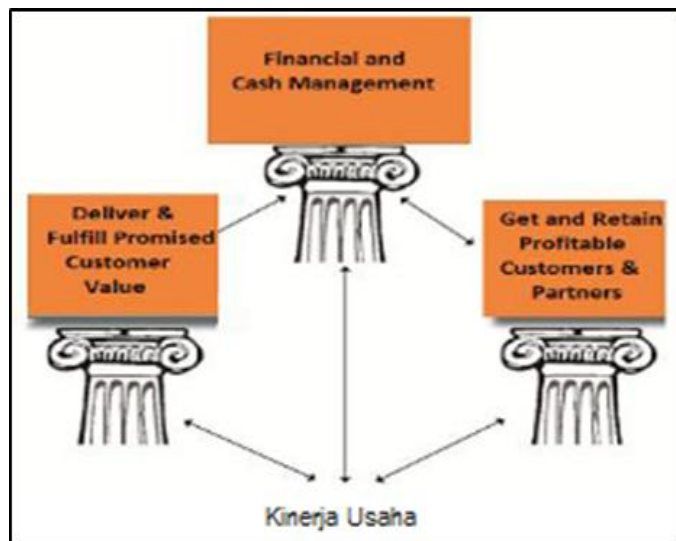 Financial and
Cash Management
Deliver &
Fulfill Promised
Customer
Value
Get and Retain
Profitable
Customers &
Partners
Kinerja Usaha